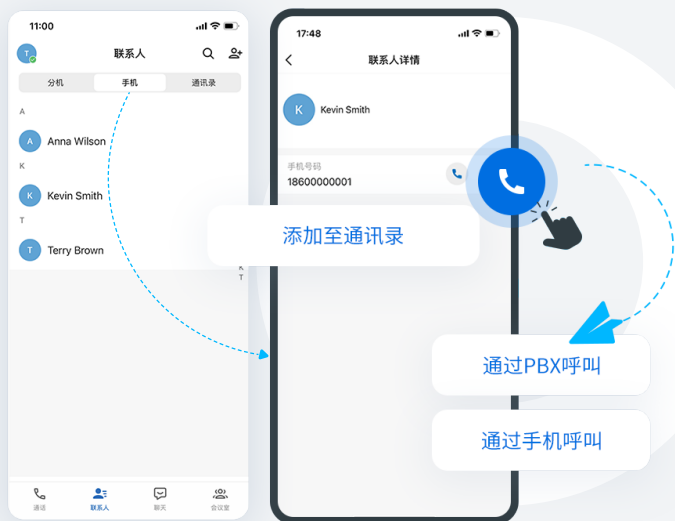 11:00
T
联系人
分机
手机
通讯录
A
A
Anna Wilson
K
K
Kevin Smith
T
T
Terry Brown
K
T
通话
联系人
聊天
会议室
17:48
联系人详情
K
Kevin Smith
手机号码
18600000001
添加至通讯录
通过PBX呼叫
通过手机呼叫